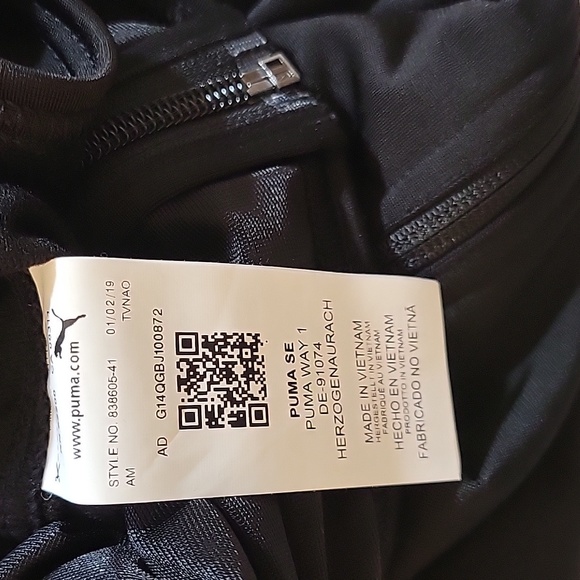 www.puma.com
STYLE NO. 838605-41 01/02/19
AM TVNAO
AD G14QGBJ100872
PUMA SE
PUMA WAY 1
DE-91074
HERZOGENAURACH
MADE IN VIETNAM
HERGESTELLT IN VIETNAM
FABRIQUÉ AU VIETNAM
HECHO EN VIETNAM
PRODOTTO IN VIETNAM
FABRICADO NO VIETNÃ